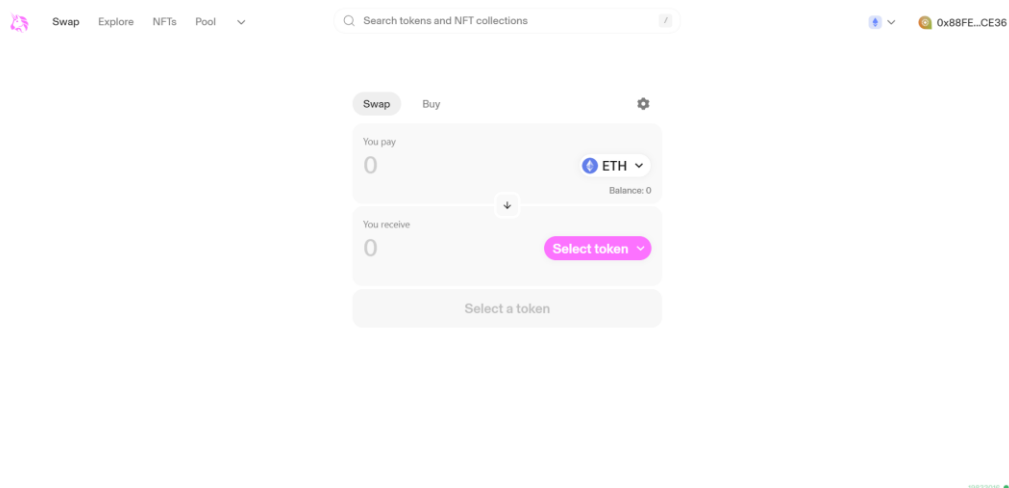 Swap Explore NFTs Pool
Search tokens and NFT collections /
0x88FE...CE36
Swap Buy
You pay
0 ETH
Balance: 0
You receive
0 Select token
Select a token